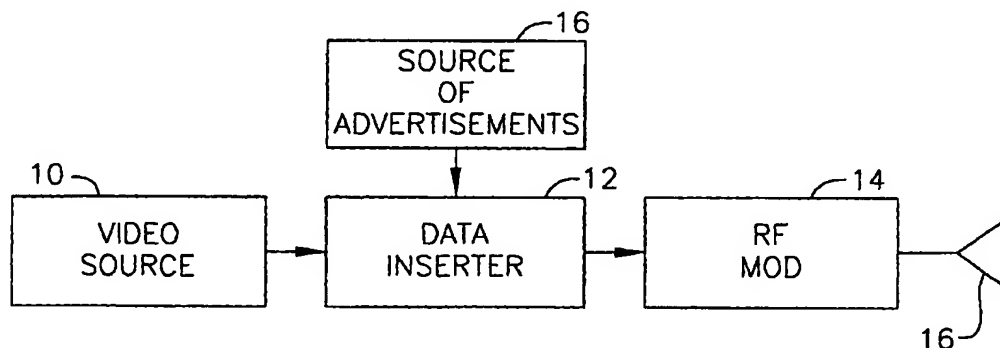 16
SOURCE
OF
ADVERTISEMENTS
10
12
14
VIDEO
SOURCE
DATA
INSERTER
RF
MOD
16